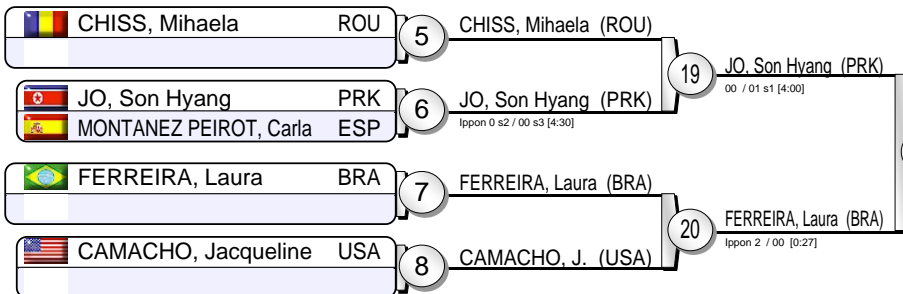 CHISS, Mihaela ROU
5
CHISS, Mihaela (ROU)
19
JO, Son Hyang (PRK)
00 / 01 s1 [4:00]
JO, Son Hyang PRK
MONTANEZ PEIROT, Carla ESP
6
JO, Son Hyang (PRK)
Ippon 0 s2 / 00 s3 [4:30]
FERREIRA, Laura BRA
7
FERREIRA, Laura (BRA)
20
FERREIRA, Laura (BRA)
Ippon 2 / 00 [0:27]
CAMACHO, Jacqueline USA
8
CAMACHO, J. (USA)